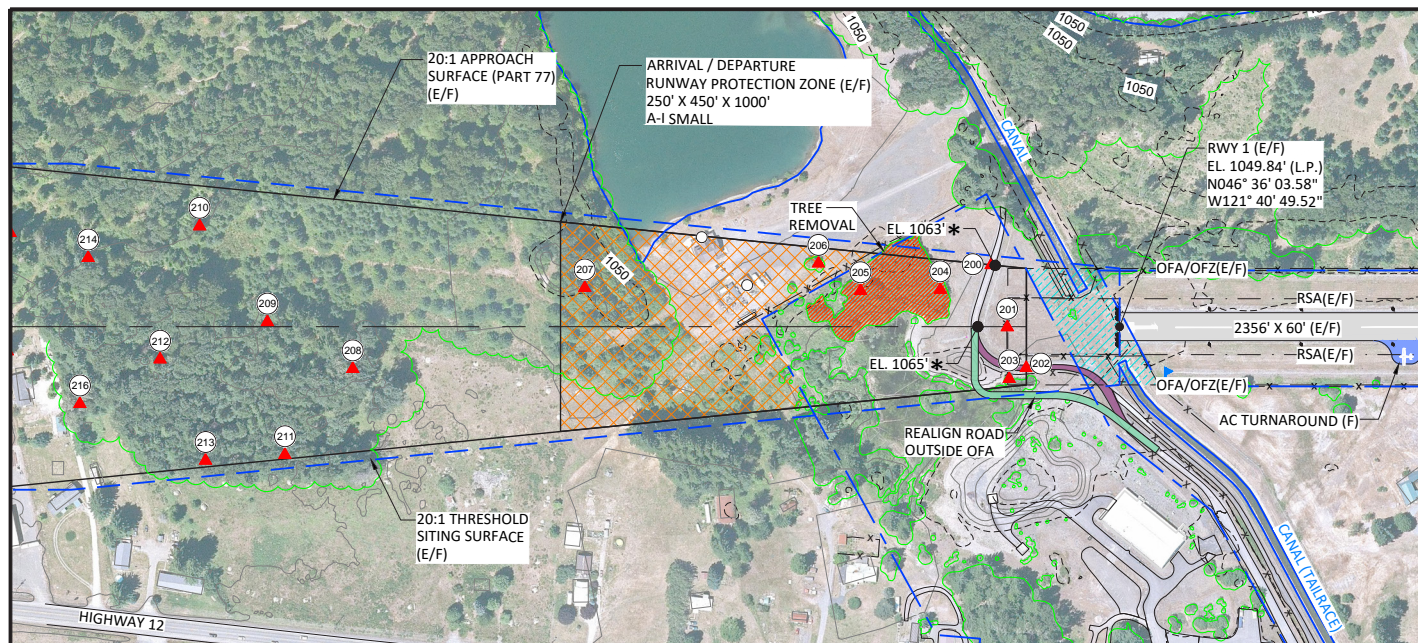 20:1 APPROACH
SURFACE (PART 77)
(E/F)
ARRIVAL / DEPARTURE
RUNWAY PROTECTION ZONE (E/F)
250' X 450' X 1000'
A-I SMALL
1050
1050
1050
1050
CANAL
RWY 1 (E/F)
EL. 1049.84' (L.P.)
N046° 36' 03.58"
W121° 40' 49.52"
TREE
REMOVAL
EL. 1063' *
210
214
206
207
1050
205
204
200
OFA/OFZ(E/F)
RSA(E/F)
209
201
2356' X 60' (E/F)
212
208
EL. 1065' *
203
202
RSA(E/F)
OFA/OFZ(E/F)
216
213
211
REALIGN ROAD
OUTSIDE OFA
AC TURNAROUND (F)
20:1 THRESHOLD
SITING SURFACE
(E/F)
CANAL (TAILRACE)
HIGHWAY 12